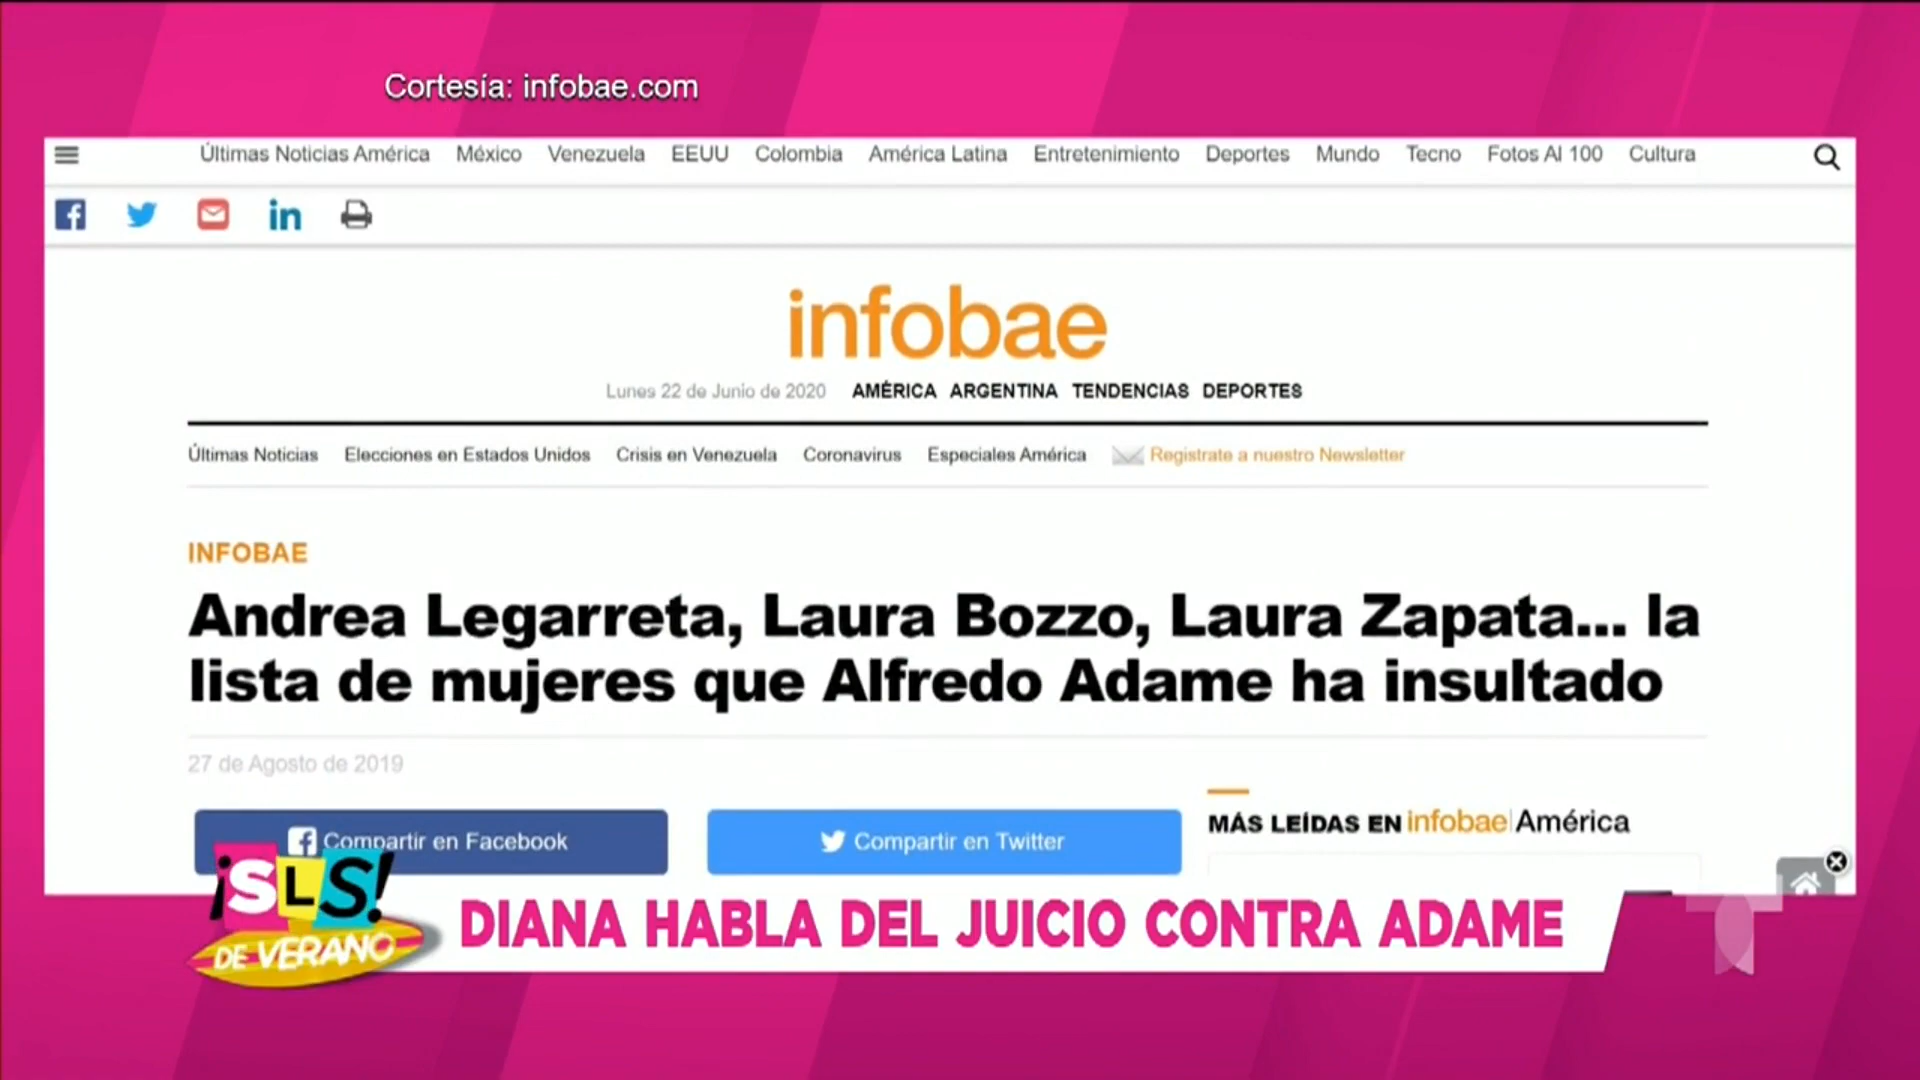 Cortesía: infobae.com
Últimas Noticias América México Venezuela EEUU Colombia América Latina Entretenimiento Deportes Mundo Tecno Fotos Al 100 Cultura
infobae
Lunes 22 de Junio de 2020 AMÉRICA ARGENTINA TENDENCIAS DEPORTES
Últimas Noticias Elecciones en Estados Unidos Crisis en Venezuela Coronavirus Especiales América Registrate a nuestro Newsletter
INFOBAE
Andrea Legarreta, Laura Bozzo, Laura Zapata... la
lista de mujeres que Alfredo Adame ha insultado
27 de Agosto de 2019
Compartir en Facebook Compartir en Twitter
MÁS LEÍDAS EN infobae América
¡SLS!
DE VERANO
DIANA HABLA DEL JUICIO CONTRA ADAME